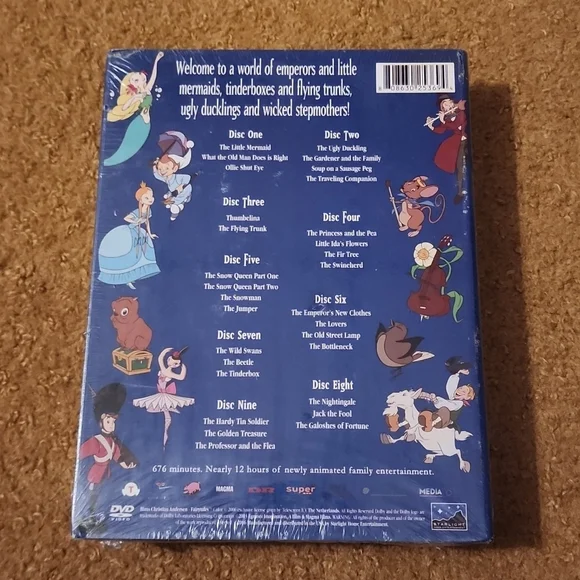 Welcome to a world of emperors and little
mermaids, tinderboxes and flying trunks,
ugly ducklings and wicked stepmothers!
Disc One
The Little Mermaid
What the Old Man Does is Right
Ollie Shut Eye
Disc Two
The Ugly Duckling
The Gardener and the Family
Soup on a Sausage Peg
The Traveling Companion
Disc Three
Thumbelina
The Flying Trunk
Disc Four
The Princess and the Pea
Little Ida's Flowers
The Fir Tree
The Swineherd
Disc Five
The Snow Queen Part One
The Snow Queen Part Two
The Snowman
The Jumper
Disc Six
The Emperor's New Clothes
The Lovers
The Old Street Lamp
The Bottleneck
Disc Seven
The Wild Swans
The Beetle
The Tinderbox
Disc Eight
The Nightingale
Jack the Fool
The Galoshes of Fortune
Disc Nine
The Hardy Tin Soldier
The Golden Treasure
The Professor and the Flea
676 minutes. Nearly 12 hours of newly animated family entertainment.
MAGMA
DR
super
MEDIA
DVD
VIDEO
STARLIGHT